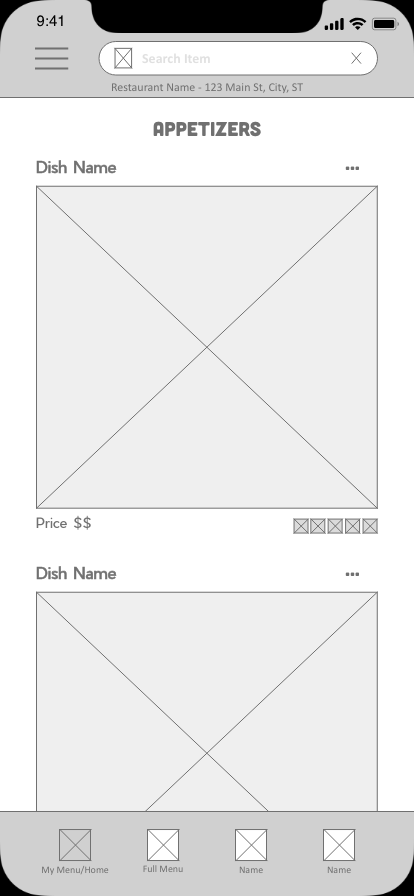 9:41
Search Item
Restaurant Name - 123 Main St, City, ST
APPETIZERS
Dish Name
Price $$
Dish Name
My Menu/Home
Full Menu
Name
Name